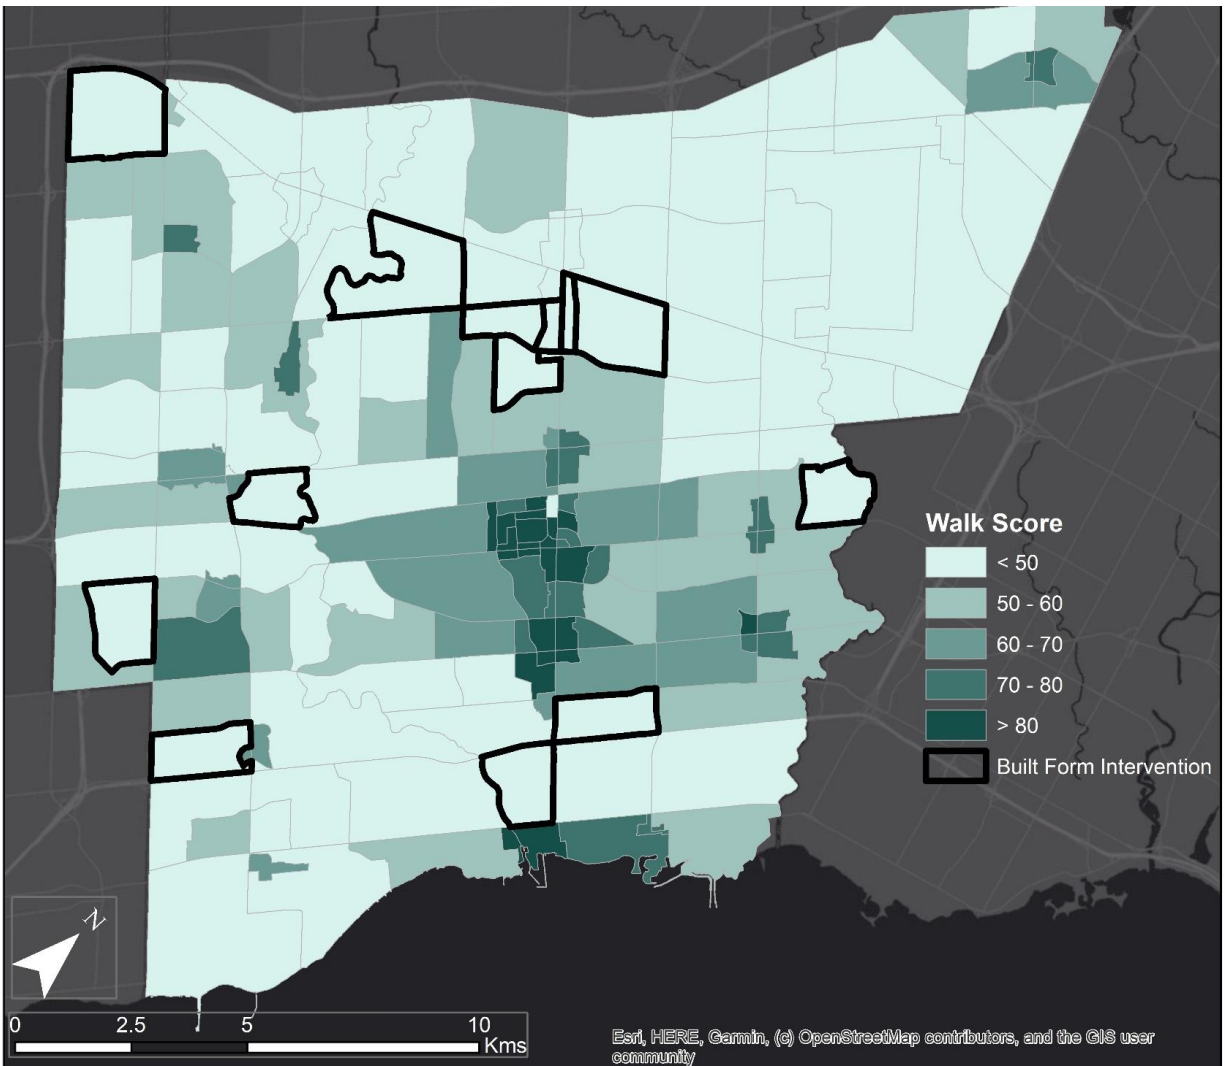 Walk Score
< 50
50 - 60
60 - 70
70 - 80
> 80
Built Form Intervention
N
0 2.5 5 10
Kms
Esri, HERE, Garmin, (c) OpenStreetMap contributors, and the GIS user
community